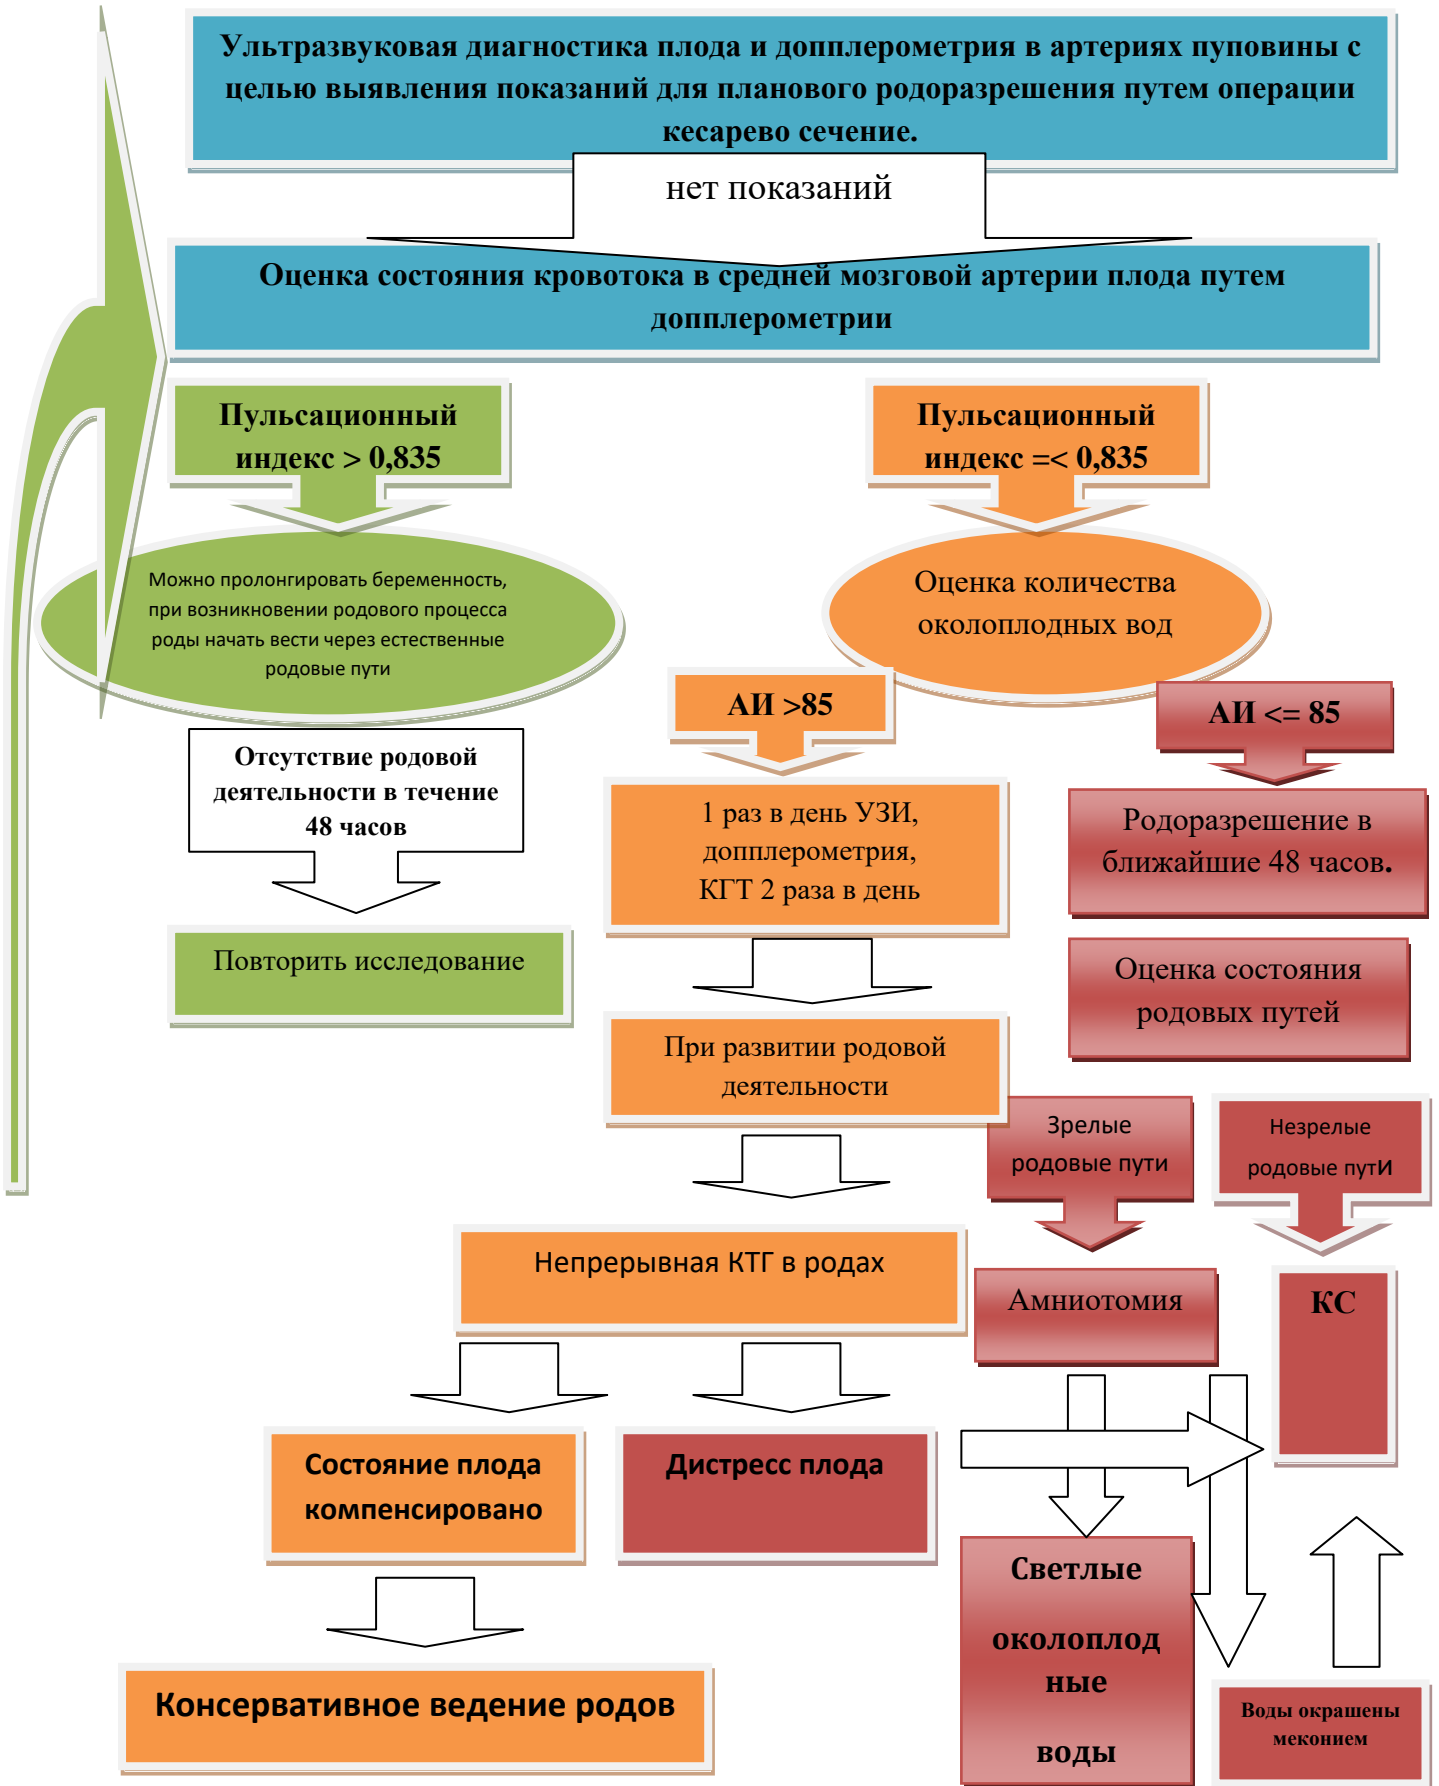 Ультразвуковая диагностика плода и допплерометрия в артериях пуповины с
целью выявления показаний для планового родоразрешения путем операции
кесарево сечение.
нет показаний
Оценка состояния кровотока в средней мозговой артерии плода путем
допплерометрии
Пульсационный
индекс > 0,835
Пульсационный
индекс =< 0,835
Можно пролонгировать беременность,
при возникновении родового процесса
роды начать вести через естественные
родовые пути
Оценка количества
околоплодных вод
АИ >85
АИ <= 85
Отсутствие родовой
деятельности в течение
48 часов
1 раз в день УЗИ,
допплерометрия,
КГТ 2 раза в день
Родоразрешение в
ближайшие 48 часов.
Повторить исследование
Оценка состояния
родовых путей
При развитии родовой
деятельности
Зрелые
родовые пути
Незрелые
родовые пути
Непрерывная КТГ в родах
Амниотомия
КС
Состояние плода
компенсировано
Дистресс плода
Светлые
околоплод
ные
воды
Консервативное ведение родов
Воды окрашены
меконием